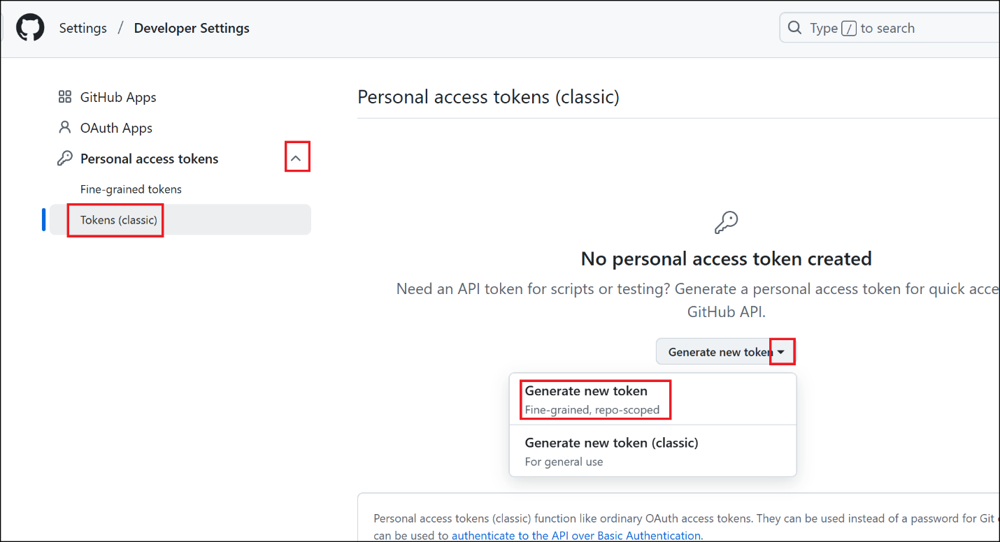 Settings / Developer Settings
Type / to search
GitHub Apps
OAuth Apps
Personal access tokens
Fine-grained tokens
Tokens (classic)
Personal access tokens (classic)
No personal access token created
Need an API token for scripts or testing? Generate a personal access token for quick acce
GitHub API.
Generate new token
Generate new token
Fine-grained, repo-scoped
Generate new token (classic)
For general use
Personal access tokens (classic) function like ordinary OAuth access tokens. They can be used instead of a password for Git
can be used to authenticate to the API over Basic Authentication.